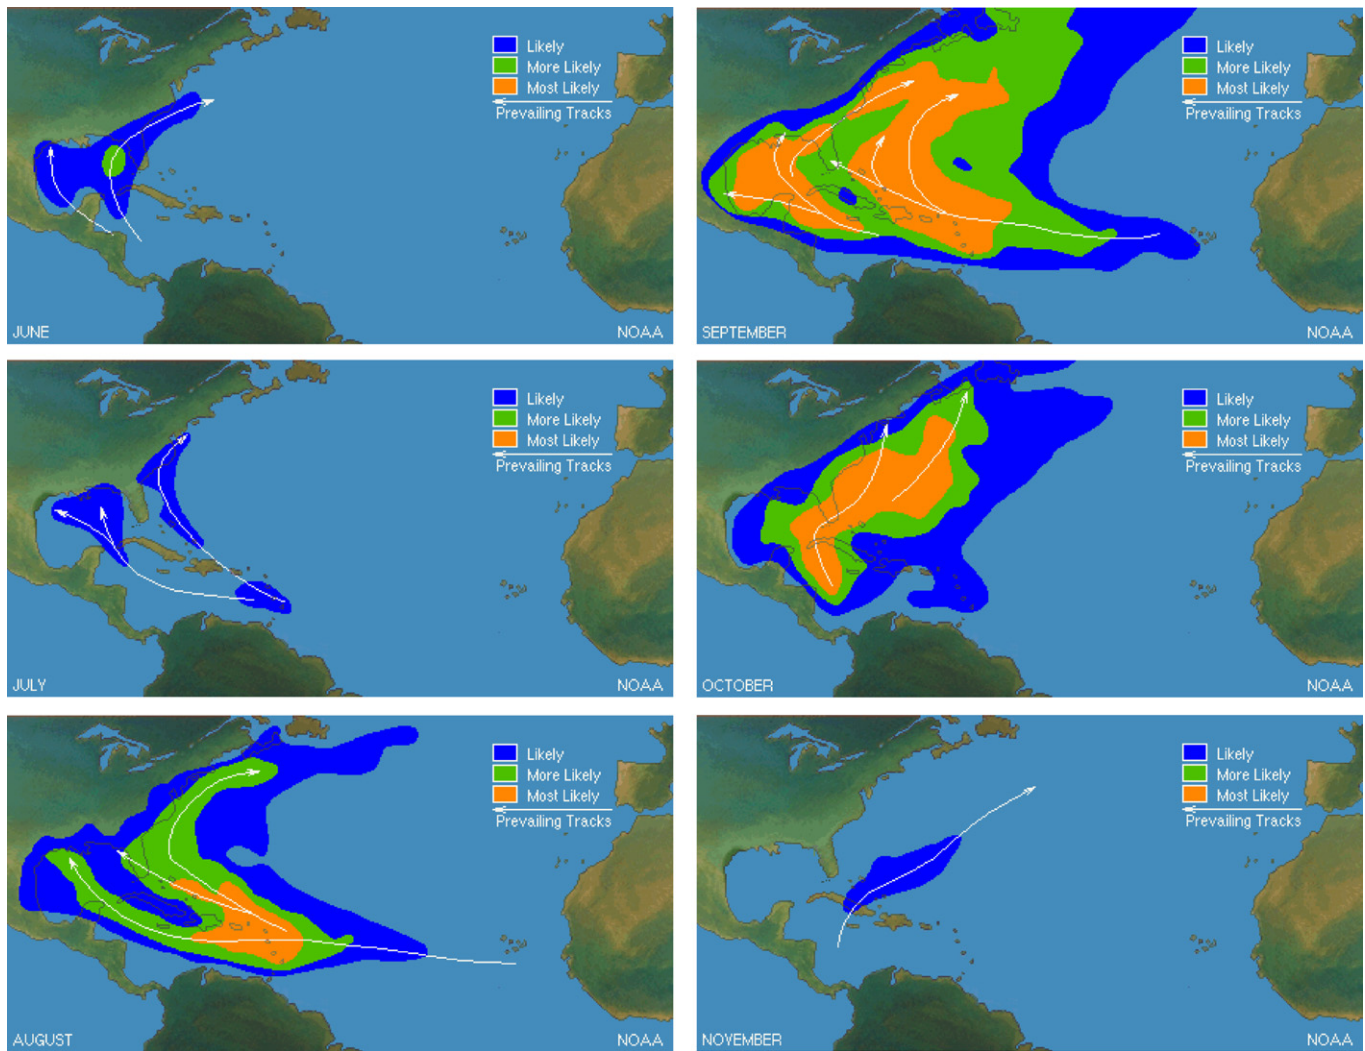 Likely
More Likely
Most Likely
Prevailing Tracks
JUNE
NOAA
Likely
More Likely
Most Likely
Prevailing Tracks
SEPTEMBER
NOAA
Likely
More Likely
Most Likely
Prevailing Tracks
JULY
NOAA
Likely
More Likely
Most Likely
Prevailing Tracks
OCTOBER
NOAA
Likely
More Likely
Most Likely
Prevailing Tracks
AUGUST
NOAA
Likely
More Likely
Most Likely
Prevailing Tracks
NOVEMBER
NOAA